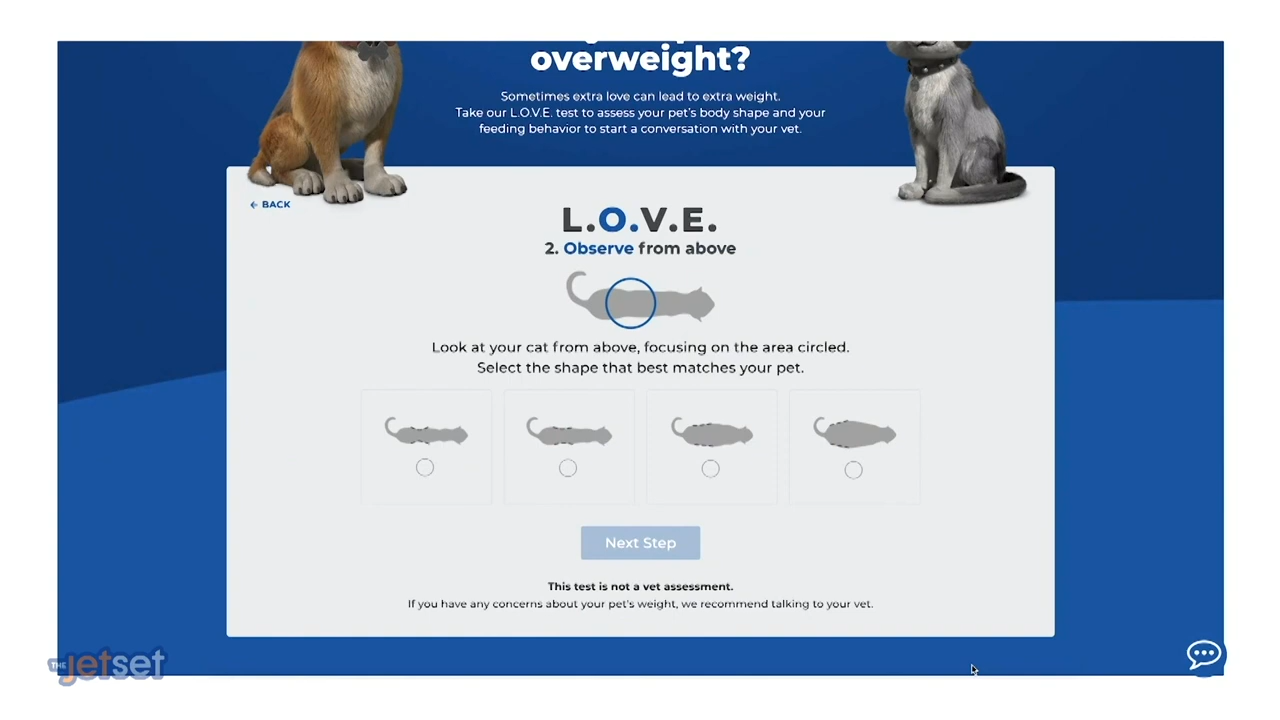 overweight?
Sometimes extra love can lead to extra weight.
Take our L.O.V.E. test to assess your pet's body shape and your
feeding behavior to start a conversation with your vet.
← BACK
L.O.V.E.
2. Observe from above
Look at your cat from above, focusing on the area circled.
Select the shape that best matches your pet.
Next Step
This test is not a vet assessment.
If you have any concerns about your pet's weight, we recommend talking to your vet.
THE jetset